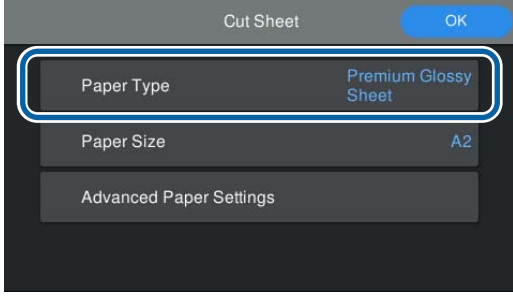 Cut Sheet
OK
Paper Type
Premium Glossy
Sheet
Paper Size
A2
Advanced Paper Settings